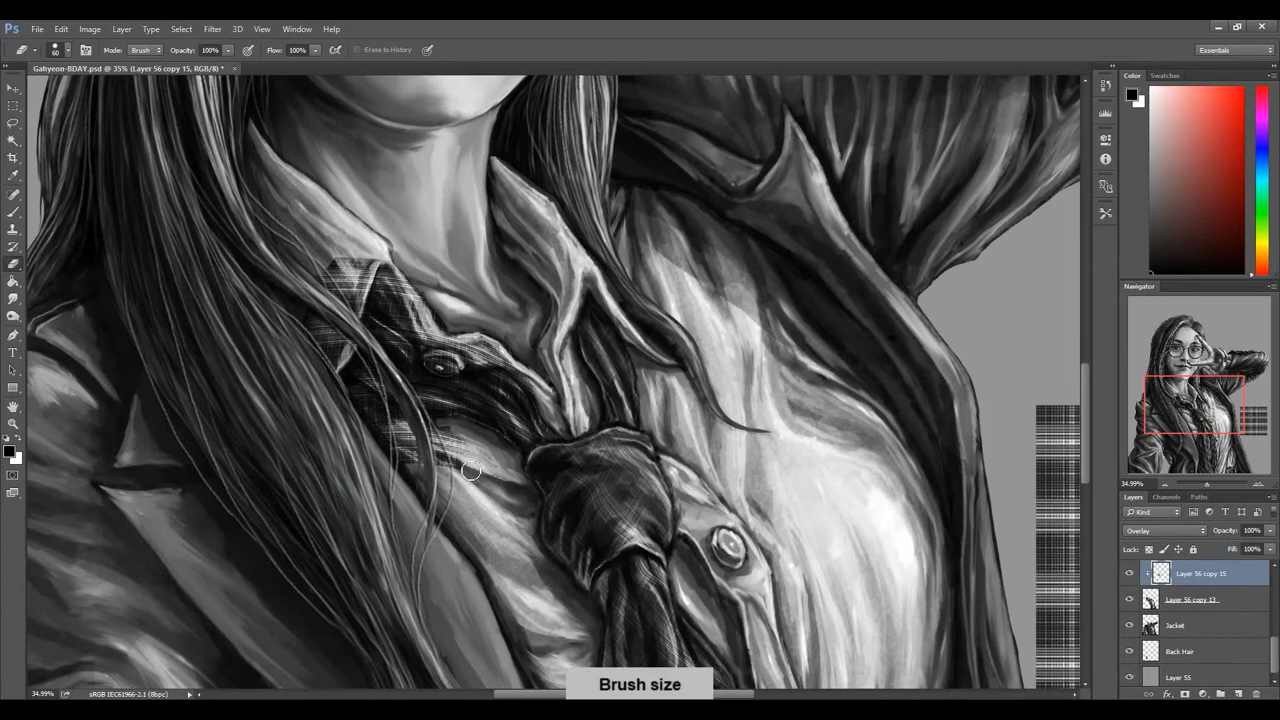 Ps File Edit Image Layer Type Select Filter 3D View Window Help
60 Mode: Brush Opacity: 100% Flow: 100% Erase to History Essentials
Gahyeon-BDAY.psd @ 35% (Layer 56 copy 15, RGB/8) *
Color Swatches
Navigator
34.99%
Layers Channels Paths
Kind
Overlay Opacity: 100%
Lock: Fill: 100%
Layer 56 copy 15
Layer 56 copy 13
Jacket
Back Hair
Layer 55
34.99% sRGB IEC61966-2.1 (8bpc)
Brush size